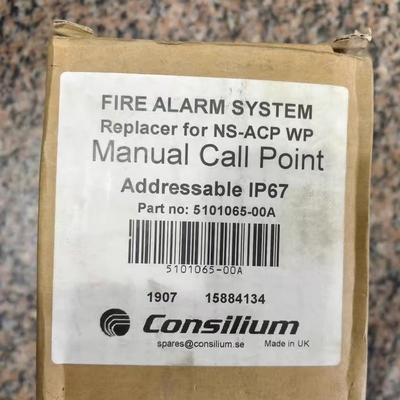 FIRE ALARM SYSTEM
Replacer for NS-ACP WP
Manual Call Point
Addressable IP67
Part no: 5101065-00A
5101065-00A
1907 15884134
Consilium
spares@consilium.se Made in UK